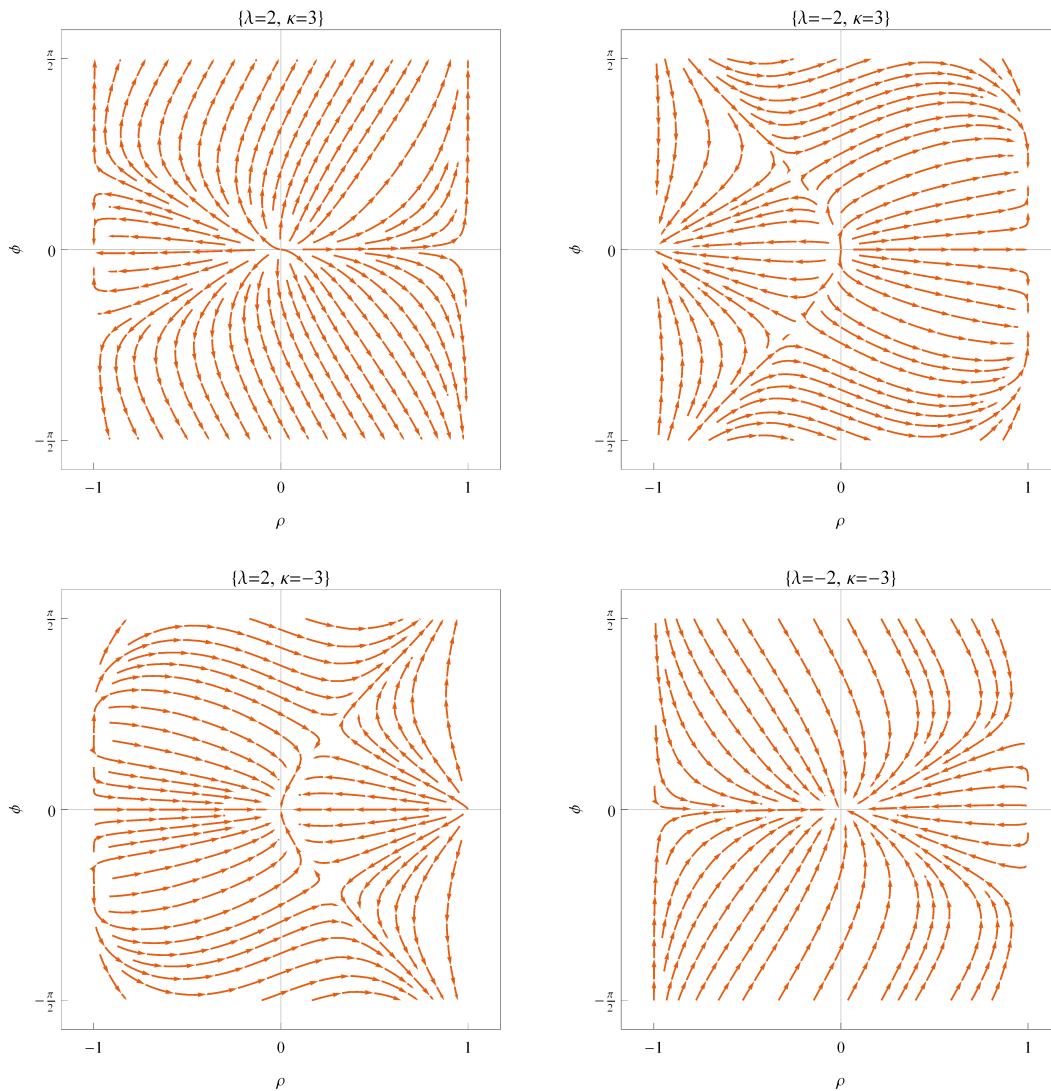 {λ=2, κ=3}
π/2
0
−π/2
ϕ
−1 0 1
ρ
{λ=−2, κ=3}
π/2
0
−π/2
ϕ
−1 0 1
ρ
{λ=2, κ=−3}
π/2
0
−π/2
ϕ
−1 0 1
ρ
{λ=−2, κ=−3}
π/2
0
−π/2
ϕ
−1 0 1
ρ